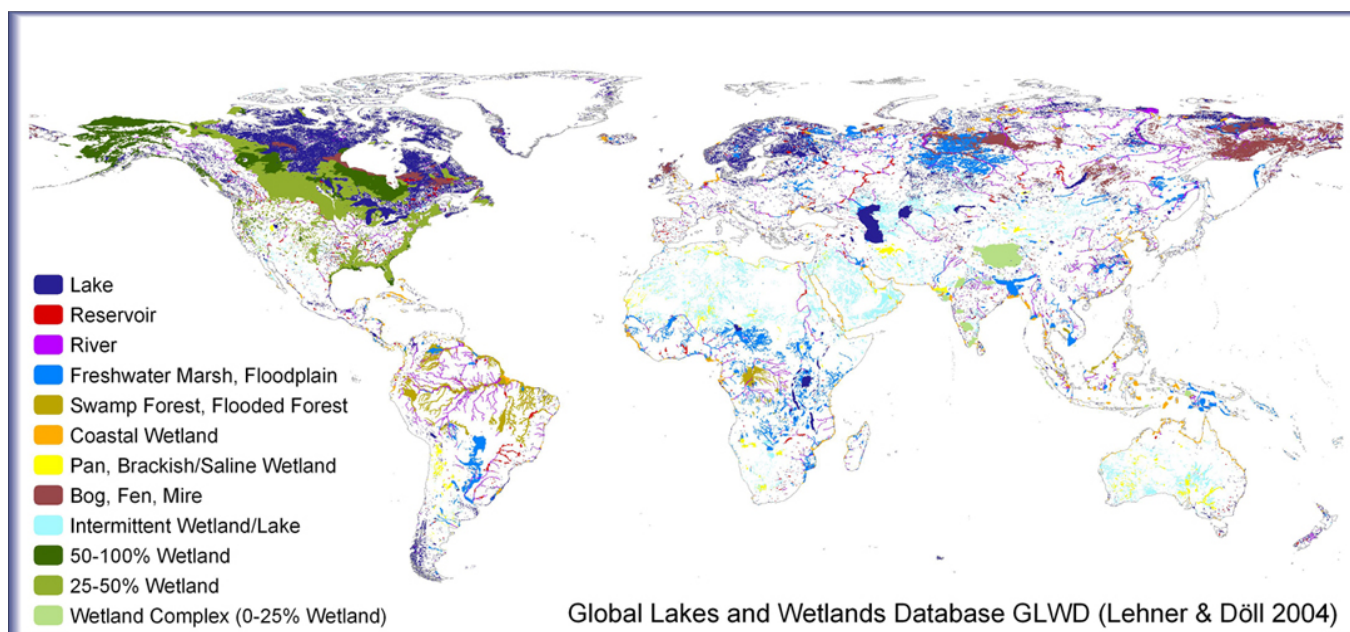 Lake
Reservoir
River
Freshwater Marsh, Floodplain
Swamp Forest, Flooded Forest
Coastal Wetland
Pan, Brackish/Saline Wetland
Bog, Fen, Mire
Intermittent Wetland/Lake
50-100% Wetland
25-50% Wetland
Wetland Complex (0-25% Wetland)
Global Lakes and Wetlands Database GLWD (Lehner & Döll 2004)